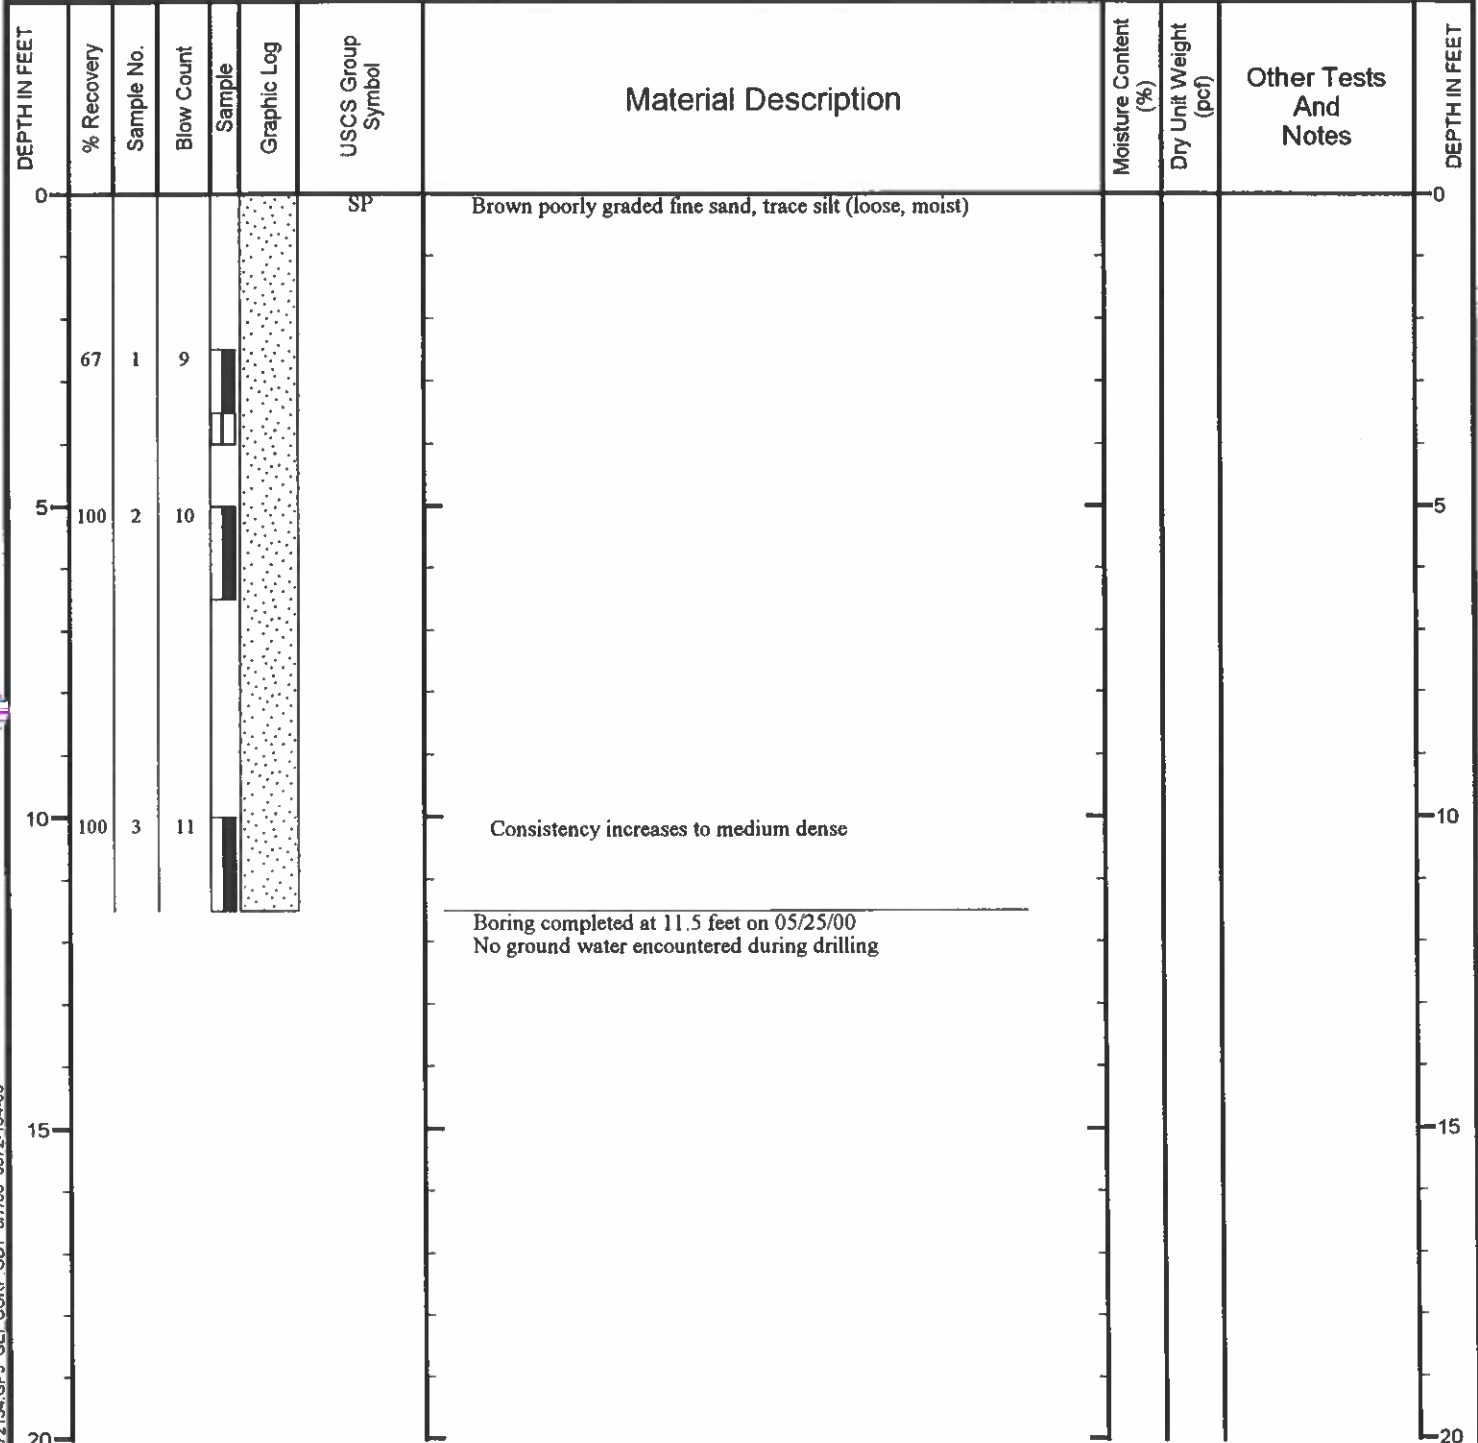 DEPTH IN FEET
% Recovery
Sample No.
Blow Count
Sample
Graphic Log
USCS Group
Symbol
Material Description
Moisture Content
(%)
Dry Unit Weight
(pcf)
Other Tests
And
Notes
DEPTH IN FEET
0
SP
Brown poorly graded fine sand, trace silt (loose, moist)
0
67 1 9
5
100 2 10
5
10
100 3 11
Consistency increases to medium dense
10
Boring completed at 11.5 feet on 05/25/00
No ground water encountered during drilling
15
15
20
20